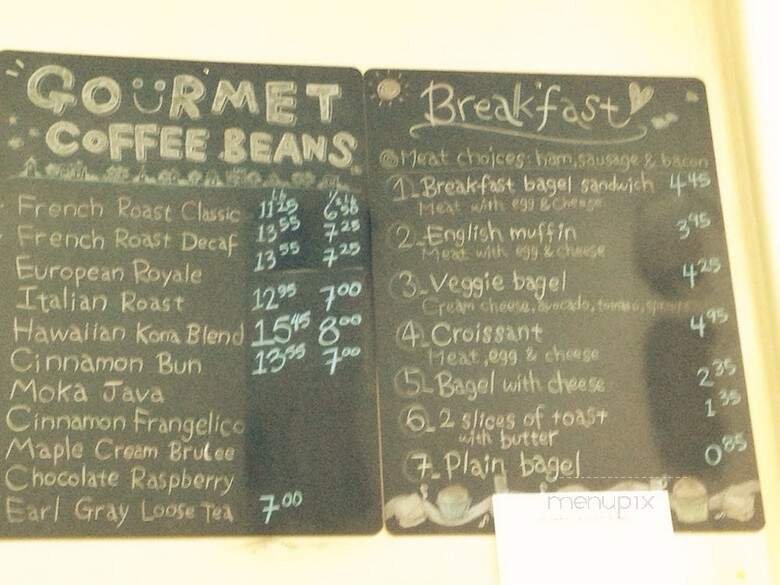 GOURMET
COFFEE BEANS
French Roast Classic 11 25 6 50
French Roast Decaf 13 55 7 25
European Royale 13 55 7 25
Italian Roast 12 95 7 00
Hawaiian Kona Blend 15 45 8 00
Cinnamon Bun 13 55 7 00
Moka Java
Cinnamon Frangelico
Maple Cream Brulee
Chocolate Raspberry
Earl Gray Loose Tea 7 00
Breakfast
Meat choices: ham, sausage & bacon
1. Breakfast bagel sandwich 4 45
Meat with egg & Cheese
2. English muffin 3 95
Meat with egg & cheese
3. Veggie bagel 4 25
Cream cheese, avocado, tomato,
4. Croissant 4 95
Meat, egg & cheese
5. Bagel with cheese 2 35
6. 2 slices of toast 1 35
with butter
7. Plain bagel 0 85
menupix